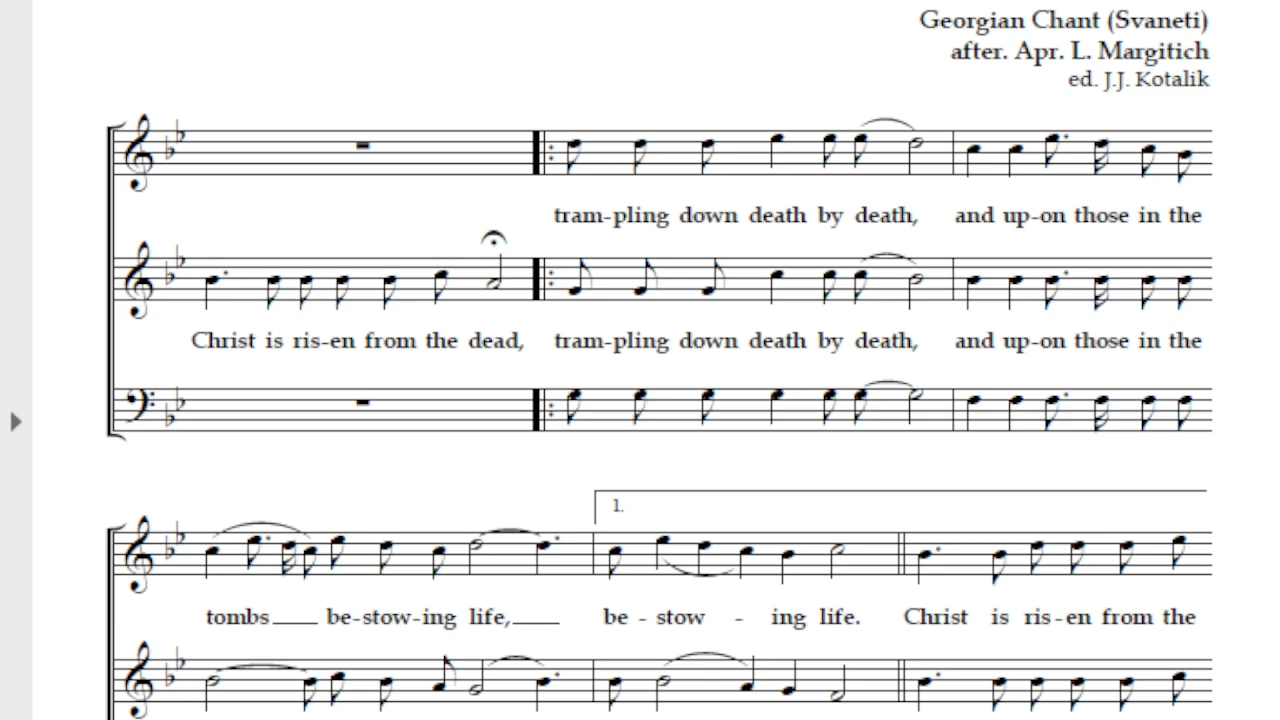 Georgian Chant (Svaneti)
after. Apr. L. Margitich
ed. J.J. Kotalik
tram-pling down death by death, and up-on those in the
Christ is ris-en from the dead, tram-pling down death by death, and up-on those in the
1.
tombs____ be-stow-ing life,____ be - stow - ing life. Christ is ris-en from the